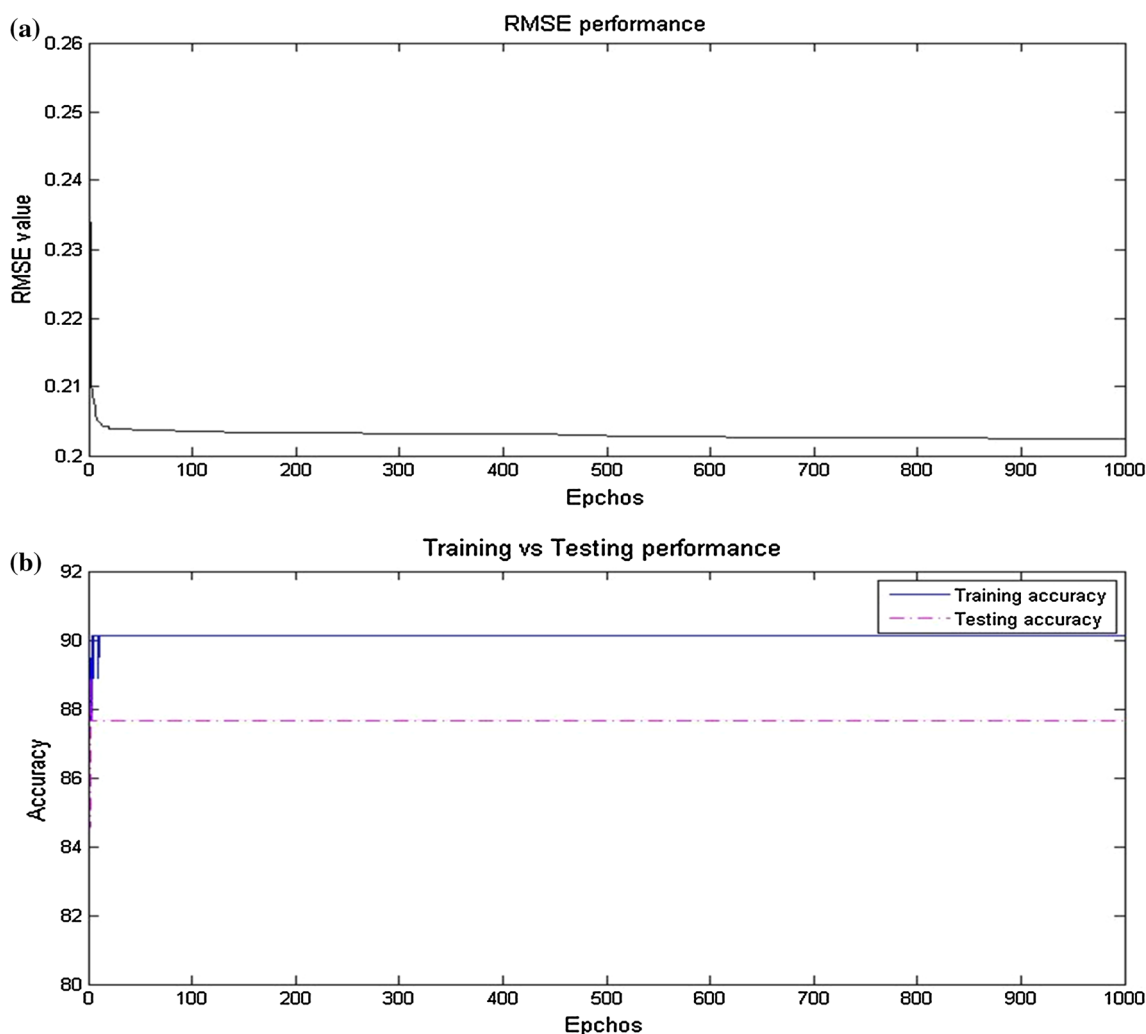 (a)
RMSE performance
0.26
0.25
0.24
0.23
0.22
0.21
0.2
RMSE value
0 100 200 300 400 500 600 700 800 900 1000
Epchos
(b)
Training vs Testing performance
92
90
88
86
84
82
80
Accuracy
Training accuracy
Testing accuracy
0 100 200 300 400 500 600 700 800 900 1000
Epchos